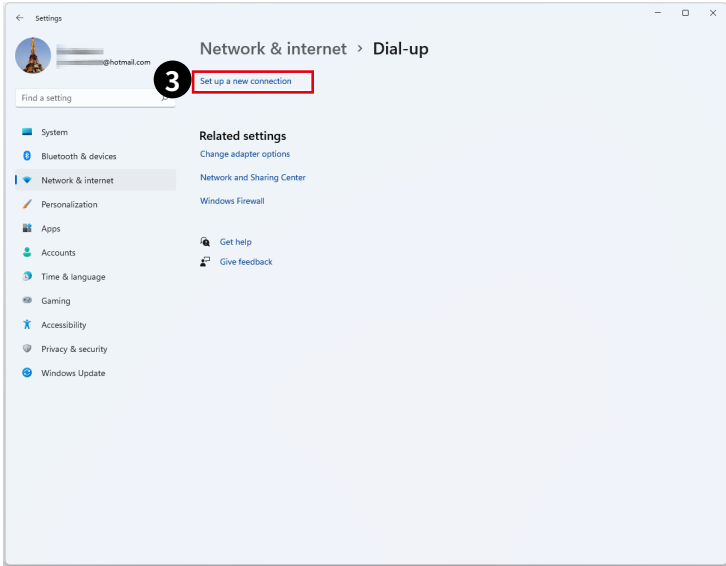 Settings
@hotmail.com
Find a setting
System
Bluetooth & devices
Network & internet
Personalization
Apps
Accounts
Time & language
Gaming
Accessibility
Privacy & security
Windows Update
Network & internet > Dial-up
3
Set up a new connection
Related settings
Change adapter options
Network and Sharing Center
Windows Firewall
Get help
Give feedback